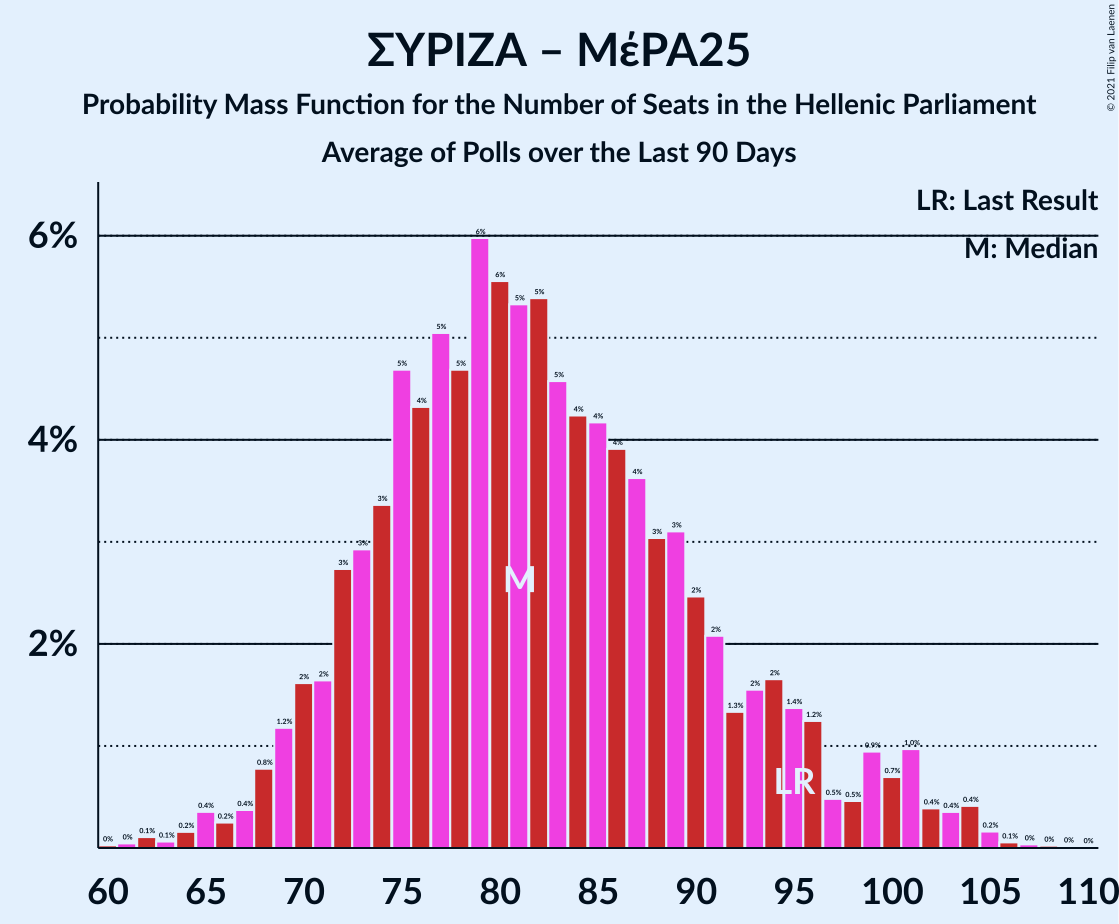 ΣΥΡΙΖΑ – ΜέΡΑ25
Probability Mass Function for the Number of Seats in the Hellenic Parliament
Average of Polls over the Last 90 Days
© 2021 Filip van Laenen
LR: Last Result
M: Median
6%
4%
2%
0% 0% 0.1% 0.1% 0.2% 0.4% 0.2% 0.4% 0.8% 1.2% 2% 2% 3% 3% 3% 5% 4% 5% 5% 6% 6% 5% 5% 5% 4% 4% 4% 4% 3% 3% 2% 2% 1.3% 2% 2% 1.4% 1.2% 0.5% 0.5% 0.9% 0.7% 1.0% 0.4% 0.4% 0.4% 0.2% 0.1% 0% 0% 0% 0%
M
LR
60 65 70 75 80 85 90 95 100 105 110